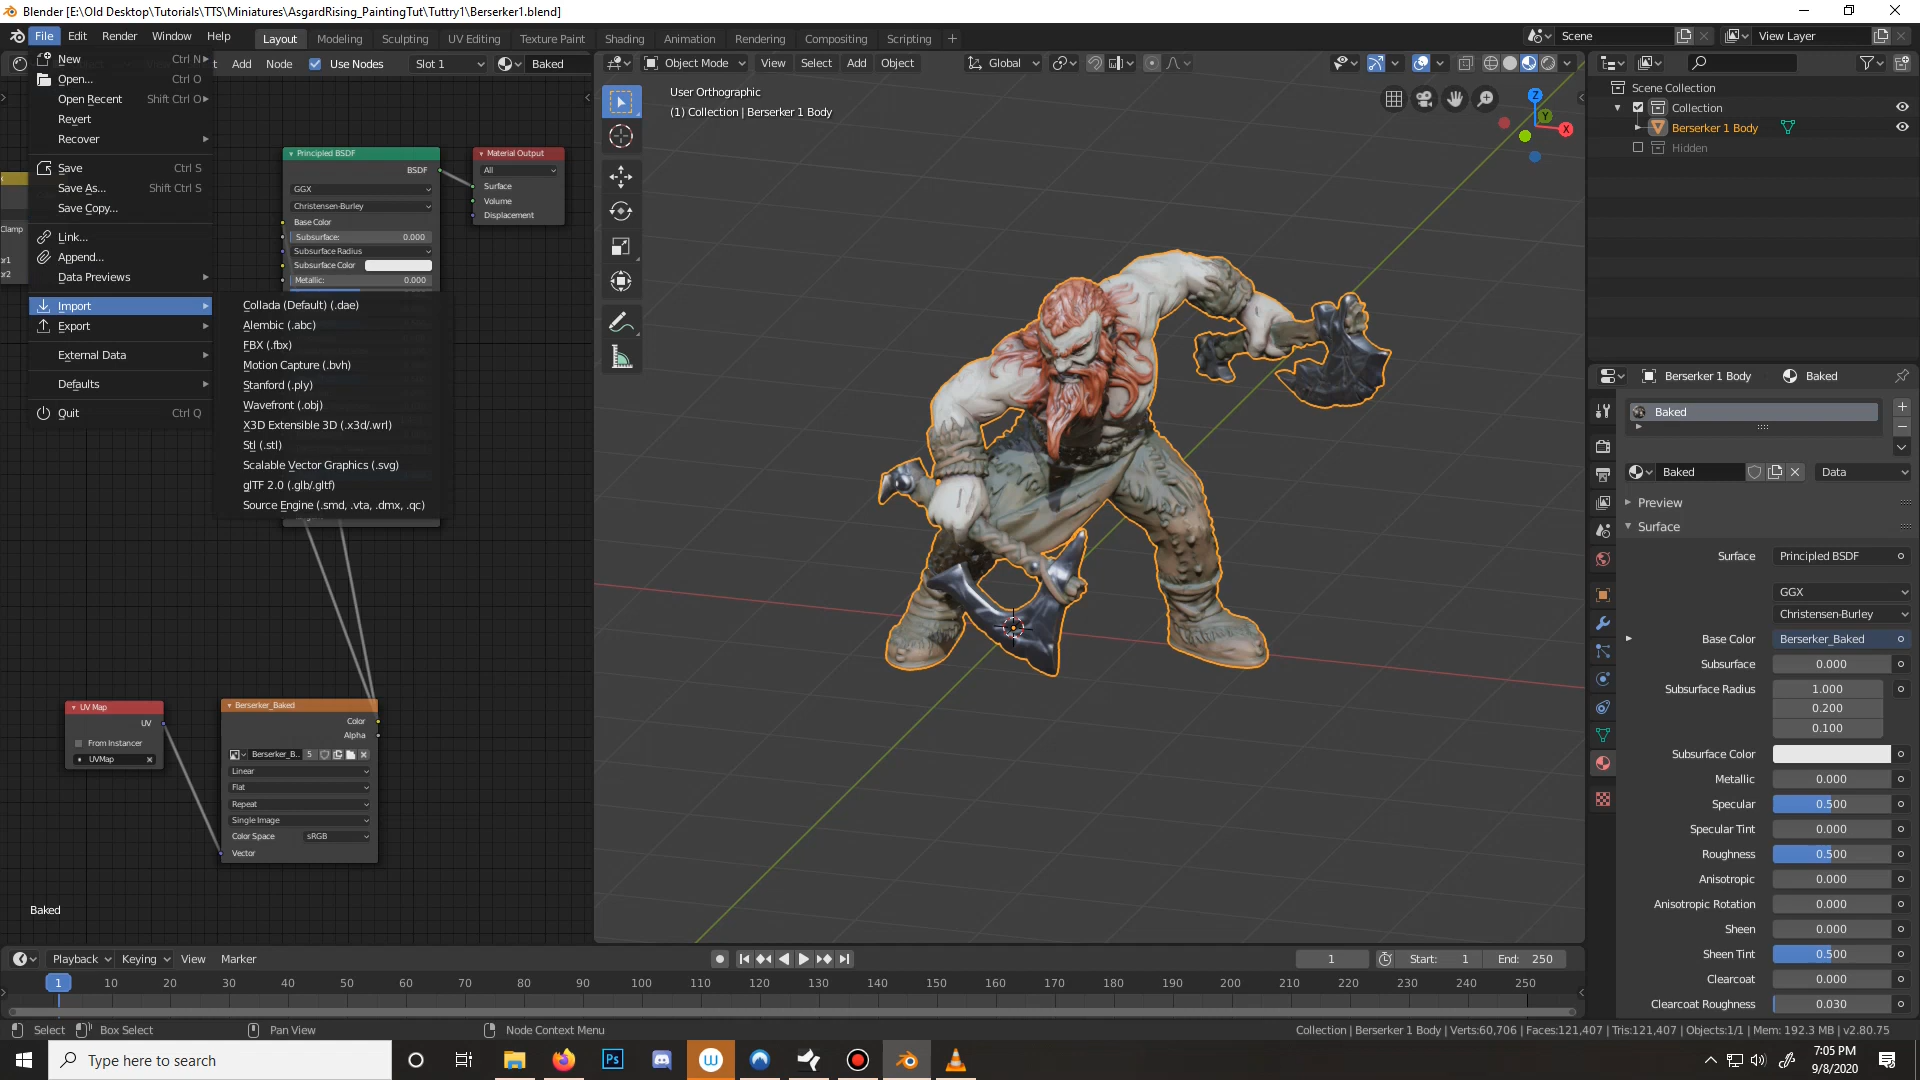 Blender [E:\Old Desktop\Tutorials\TTS\Miniatures\AsgardRising_PaintingTut\Tuttry1\Berserker1.blend]
File Edit Render Window Help
Layout Modeling Sculpting UV Editing Texture Paint Shading Animation Rendering Compositing Scripting
Scene
View Layer
Add Node Use Nodes Slot 1 Baked
Object Mode View Select Add Object Global
New Ctrl N
Open... Ctrl O
Open Recent Shift Ctrl O
Revert
Recover
Save Ctrl S
Save As... Shift Ctrl S
Save Copy...
Link...
Append...
Data Previews
Import
Export
External Data
Defaults
Quit Ctrl Q
Collada (Default) (.dae)
Alembic (.abc)
FBX (.fbx)
Motion Capture (.bvh)
Stanford (.ply)
Wavefront (.obj)
X3D Extensible 3D (.x3d/.wrl)
Stl (.stl)
Scalable Vector Graphics (.svg)
glTF 2.0 (.glb/.gltf)
Source Engine (.smd, .vta, .dmx, .qc)
Clamp
Principled BSDF
BSDF
GGX
Christensen-Burley
Base Color
Subsurface: 0.000
Subsurface Radius
Subsurface Color
Metallic: 0.000
Material Output
All
Surface
Volume
Displacement
UV Map
UV
From Instancer
UVMap
Berserker_Baked
Color
Alpha
Berserker_B.. 5
Linear
Flat
Repeat
Single Image
Color Space sRGB
Vector
Baked
User Orthographic
(1) Collection | Berserker 1 Body
Z
Y
X
Scene Collection
Collection
Berserker 1 Body
Hidden
Berserker 1 Body Baked
Baked
Baked Data
Preview
Surface
Surface Principled BSDF
GGX
Christensen-Burley
Base Color Berserker_Baked
Subsurface 0.000
Subsurface Radius 1.000
0.200
0.100
Subsurface Color
Metallic 0.000
Specular 0.500
Specular Tint 0.000
Roughness 0.500
Anisotropic 0.000
Anisotropic Rotation 0.000
Sheen 0.000
Sheen Tint 0.500
Clearcoat 0.000
Clearcoat Roughness 0.030
Playback Keying View Marker
1 Start: 1 End: 250
1 10 20 30 40 50 60 70 80 90 100 110 120 130 140 150 160 170 180 190 200 210 220 230 240 250
Select Box Select Pan View Node Context Menu
Collection | Berserker 1 Body | Verts:60,706 | Faces:121,407 | Tris:121,407 | Objects:1/1 | Mem: 192.3 MB | v2.80.75
Type here to search
Ps
7:05 PM
9/8/2020